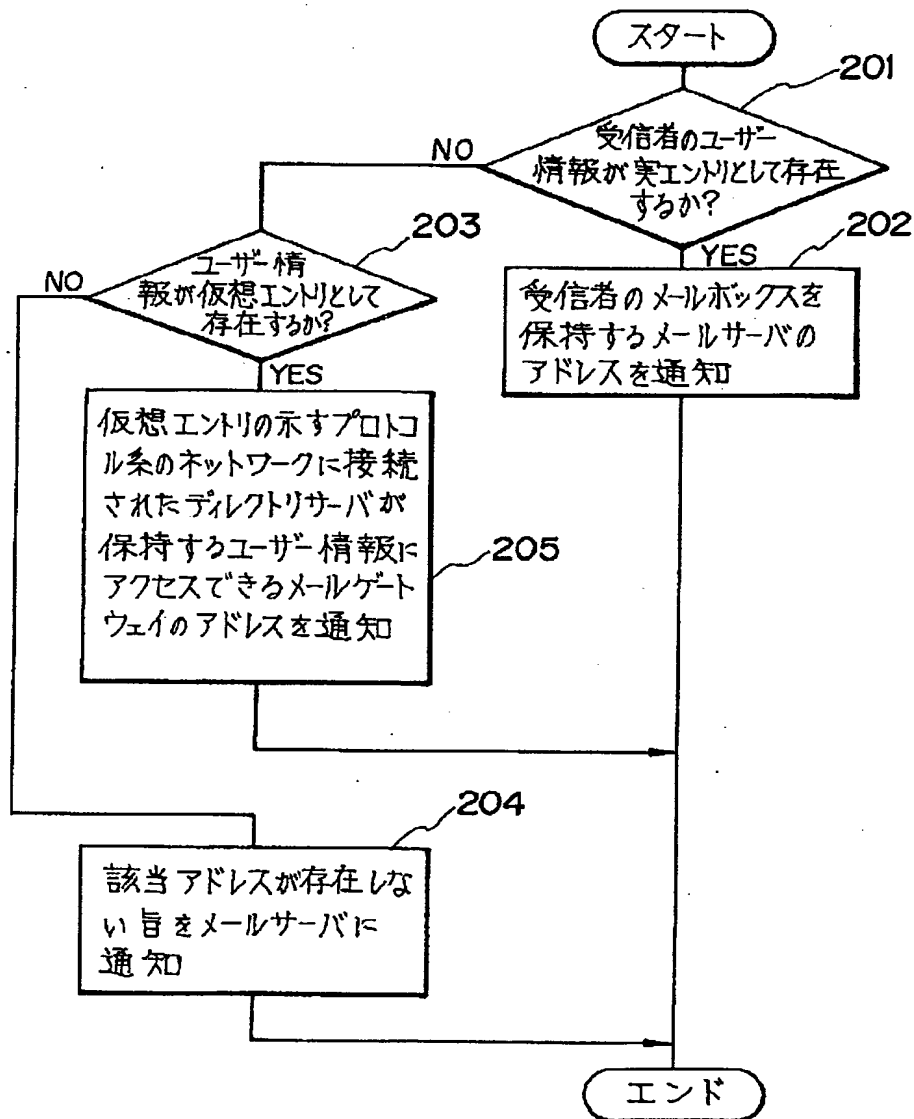 スタート
201
受信者のユーザー
情報が実エントリとして存在
するか?
NO
YES
202
受信者のメールボックスを
保持するメールサーバの
アドレスを通知
203
ユーザー情
報が仮想エントリとして
存在するか?
NO
YES
仮想エントリの示すプロトコ
ル系のネットワークに接続
されたディレクトリサーバが
保持するユーザー情報に
アクセスできるメールゲート
ウェイのアドレスを通知
205
204
該当アドレスが存在しな
い旨をメールサーバに
通知
エンド